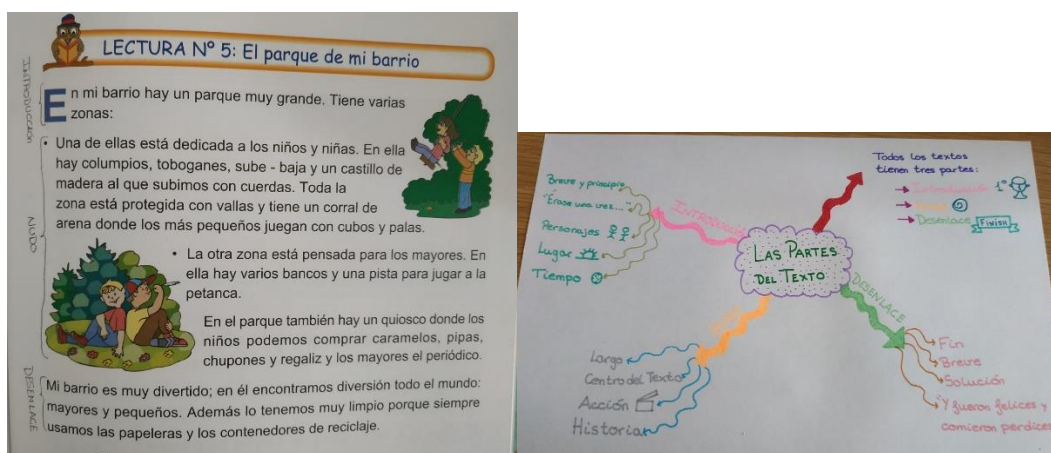 LECTURA Nº 5: El parque de mi barrio
INTRODUCCIÓN
En mi barrio hay un parque muy grande. Tiene varias
zonas:
NUDO
• Una de ellas está dedicada a los niños y niñas. En ella
hay columpios, toboganes, sube - baja y un castillo de
madera al que subimos con cuerdas. Toda la
zona está protegida con vallas y tiene un corral de
arena donde los más pequeños juegan con cubos y palas.
• La otra zona está pensada para los mayores. En
ella hay varios bancos y una pista para jugar a la
petanca.
En el parque también hay un quiosco donde los
niños podemos comprar caramelos, pipas,
chupones y regaliz y los mayores el periódico.
DESENLACE
Mi barrio es muy divertido; en él encontramos diversión todo el mundo:
mayores y pequeños. Además lo tenemos muy limpio porque siempre
usamos las papeleras y los contenedores de reciclaje.
LAS PARTES
DEL TEXTO
Todos los textos
tienen tres partes:
Introducción 1º
Desenlace FINISH
INTRODUCCIÓN
Breve y principio
"Érase una vez..."
Personajes
Lugar
Tiempo
Largo
Centro del Texto
Acción
Historia
DESENLACE
Fin
Breve
Solución
"Y fueron felices y
comieron perdices